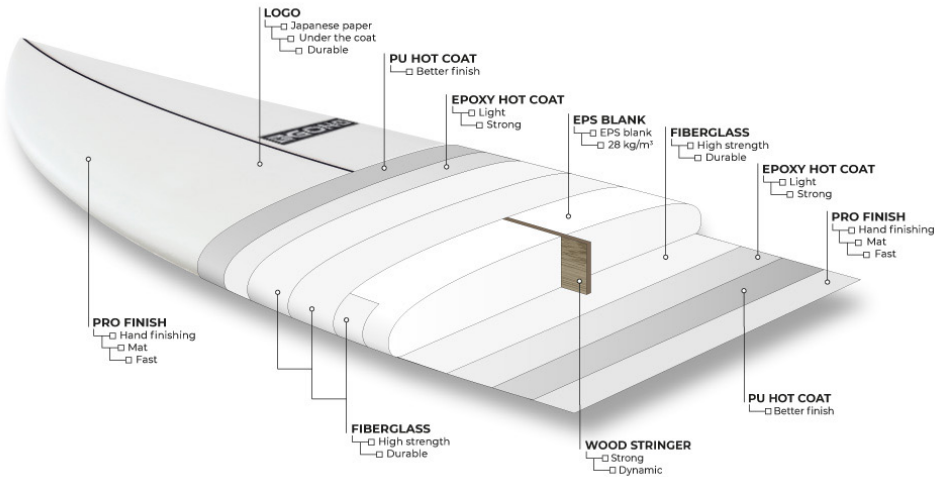 LOGO
Japanese paper
Under the coat
Durable
PU HOT COAT
Better finish
EPOXY HOT COAT
Light
Strong
EPS BLANK
EPS blank
28 kg/m³
FIBERGLASS
High strength
Durable
EPOXY HOT COAT
Light
Strong
PRO FINISH
Hand finishing
Mat
Fast
PRO FINISH
Hand finishing
Mat
Fast
FIBERGLASS
High strength
Durable
WOOD STRINGER
Strong
Dynamic
PU HOT COAT
Better finish